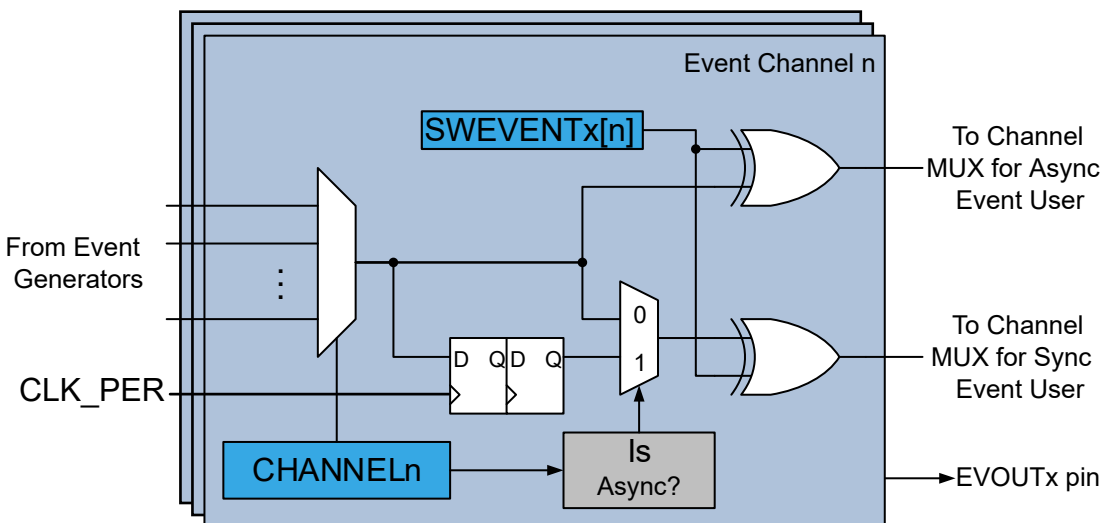 Event Channel n
SWEVENTx[n]
To Channel
MUX for Async
Event User
From Event
Generators
0
1
To Channel
MUX for Sync
Event User
D Q D Q
CLK_PER
CHANNELn
Is
Async?
EVOUTx pin